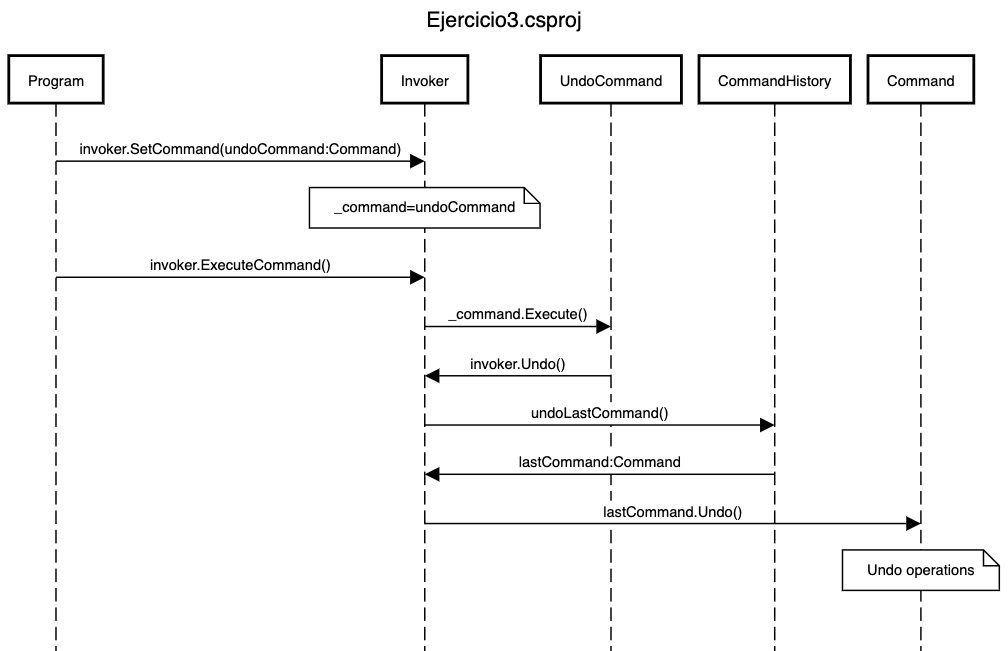 Ejercicio3.csproj
Program
Invoker
UndoCommand
CommandHistory
Command
invoker.SetCommand(undoCommand:Command)
_command=undoCommand
invoker.ExecuteCommand()
_command.Execute()
invoker.Undo()
undoLastCommand()
lastCommand:Command
lastCommand.Undo()
Undo operations